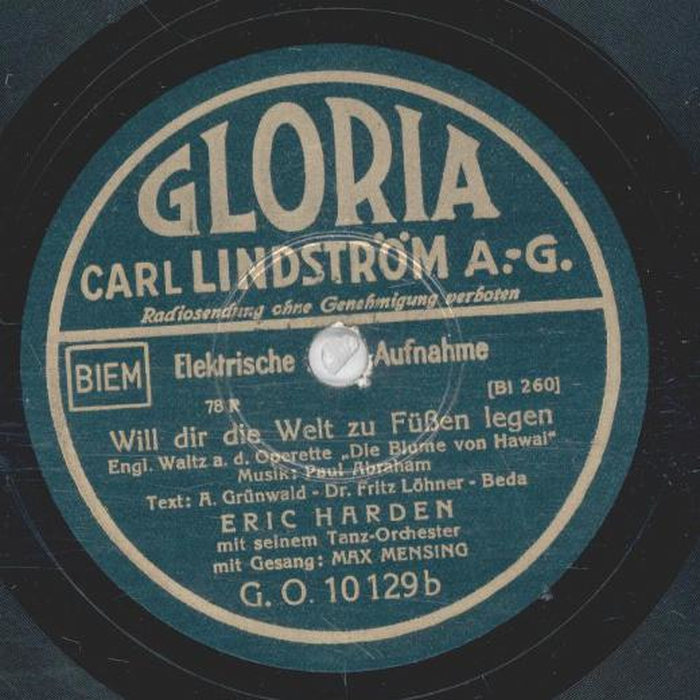 GLORIA
CARL LINDSTRÖM A.-G.
Radiosendung ohne Genehmigung verboten
BIEM
Elektrische Aufnahme
[BI 260]
78 R
Will dir die Welt zu Füßen legen
Engl. Waltz a. d. Operette „Die Blume von Hawai"
Musik: Paul Abraham
Text: A. Grünwald - Dr. Fritz Löhner - Beda
ERIC HARDEN
mit seinem Tanz-Orchester
mit Gesang: MAX MENSING
G. O. 10129b